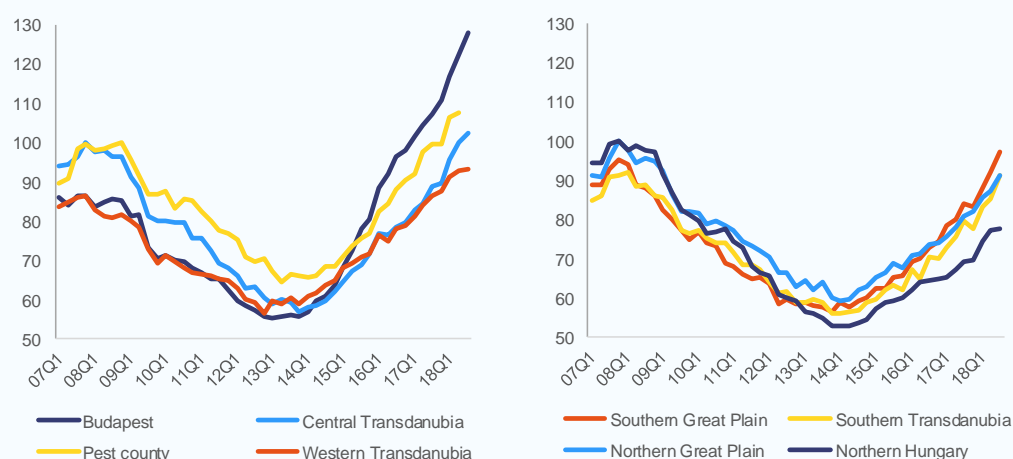 130
120
110
100
90
80
70
60
50
07Q1
08Q1
09Q1
10Q1
11Q1
12Q1
13Q1
14Q1
15Q1
16Q1
17Q1
18Q1
Budapest
Central Transdanubia
Pest county
Western Transdanubia
130
120
110
100
90
80
70
60
50
07Q1
08Q1
09Q1
10Q1
11Q1
12Q1
13Q1
14Q1
15Q1
16Q1
17Q1
18Q1
Southern Great Plain
Southern Transdanubia
Northern Great Plain
Northern Hungary